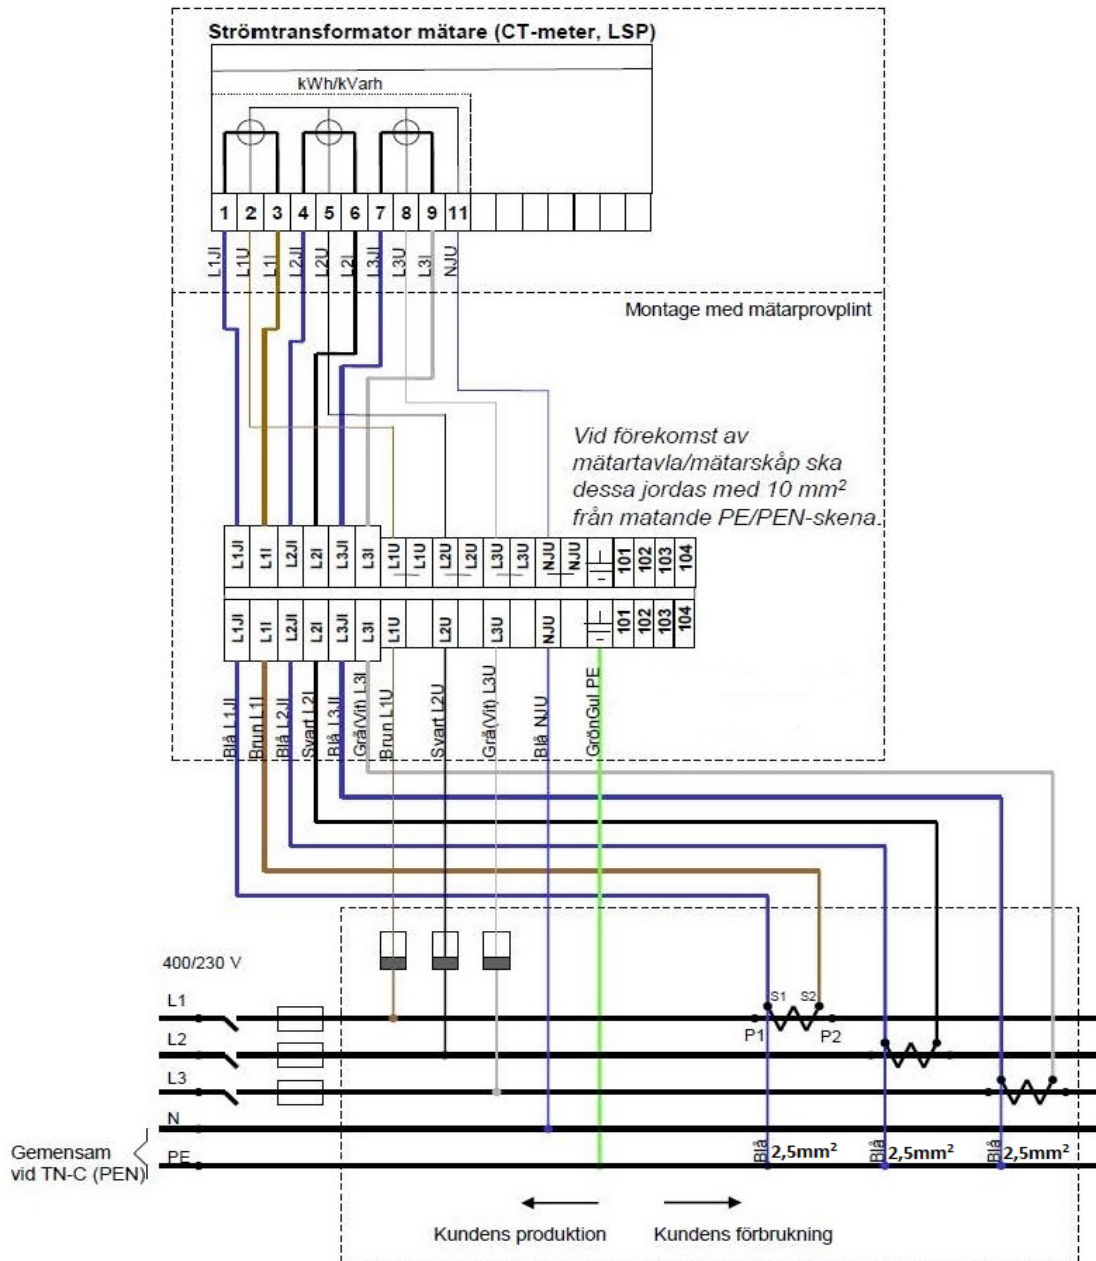 Strömtransformator mätare (CT-meter, LSP)
kWh/kVarh
1 2 3 4 5 6 7 8 9 11
L1JI L1U L1I L2JI L2U L2I L3JI L3U L3I NJU
Montage med mätarprovplint
Vid förekomst av
mätartavla/mätarskåp ska
dessa jordas med 10 mm²
från matande PE/PEN-skena.
L1JI L1I L2JI L2I L3JI L3I L1U L1U L2U L2U L3U L3U NJU NJU 101 102 103 104
L1JI L1I L2JI L2I L3JI L3I L1U L2U L3U NJU 101 102 103 104
Blå L1JI
Brun L1I
Blå L2JI
Svart L2I
Blå L3JI
Grå(Vit) L3I
Brun L1U
Svart L2U
Grå(Vit) L3U
Blå NJU
GrönGul PE
400/230 V
L1
S1 S2
P1 P2
L2
L3
N
PE
Gemensam
vid TN-C (PEN)
Blå 2,5mm² Blå 2,5mm² Blå 2,5mm²
Kundens produktion Kundens förbrukning